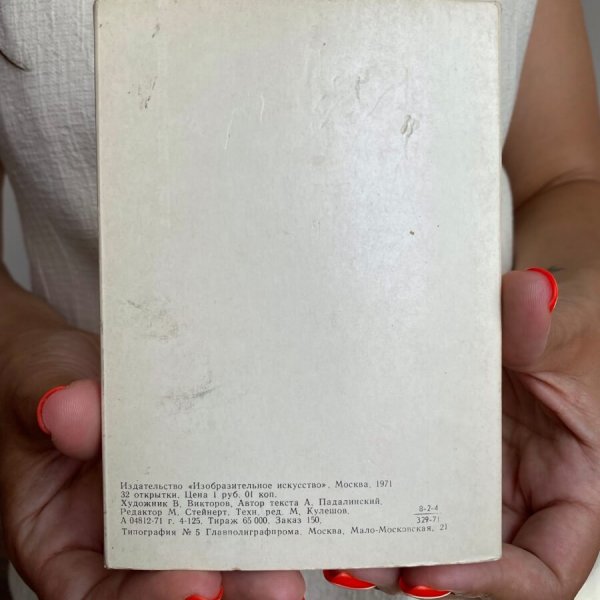 Издательство «Изобразительное искусство», Москва, 1971
32 открытки. Цена 1 руб. 01 коп.
Художник В. Викторов, Автор текста А. Падалинский,
Редактор М. Стейнерт, Техн. ред. М. Кулешов,
А 04812-71 г. 4-125. Тираж 65 000. Заказ 150.
8-2-4
329-71
Типография № 5 Главполиграфпрома. Москва, Мало-Московская, 21